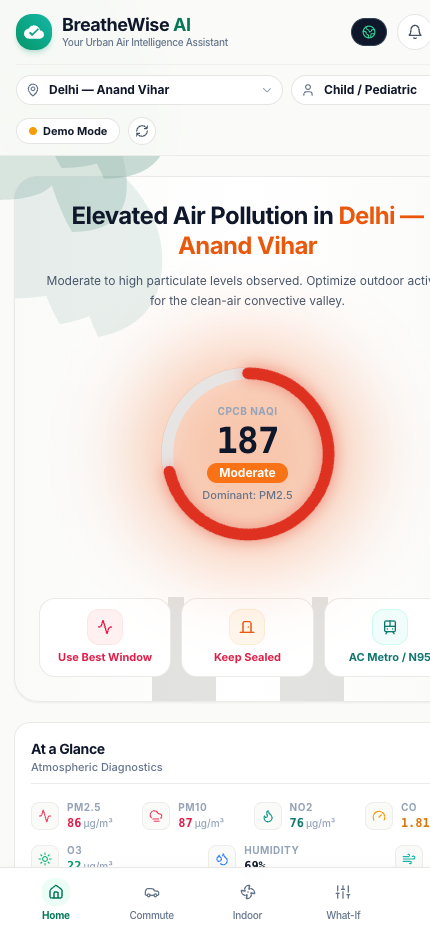 BreatheWise AI
Your Urban Air Intelligence Assistant
Delhi — Anand Vihar
Child / Pediatric
Demo Mode
Elevated Air Pollution in Delhi —
Anand Vihar
Moderate to high particulate levels observed. Optimize outdoor
for the clean-air convective valley.
CPCB NAQI
187
Moderate
Dominant: PM2.5
Use Best Window
Keep Sealed
AC Metro / N95
At a Glance
Atmospheric Diagnostics
PM2.5 PM10 NO2 CO
86 µg/m³ 87 µg/m³ 76 µg/m³ 1.81
O3 HUMIDITY
22 µg/m³ 69%
Home Commute Indoor What-If